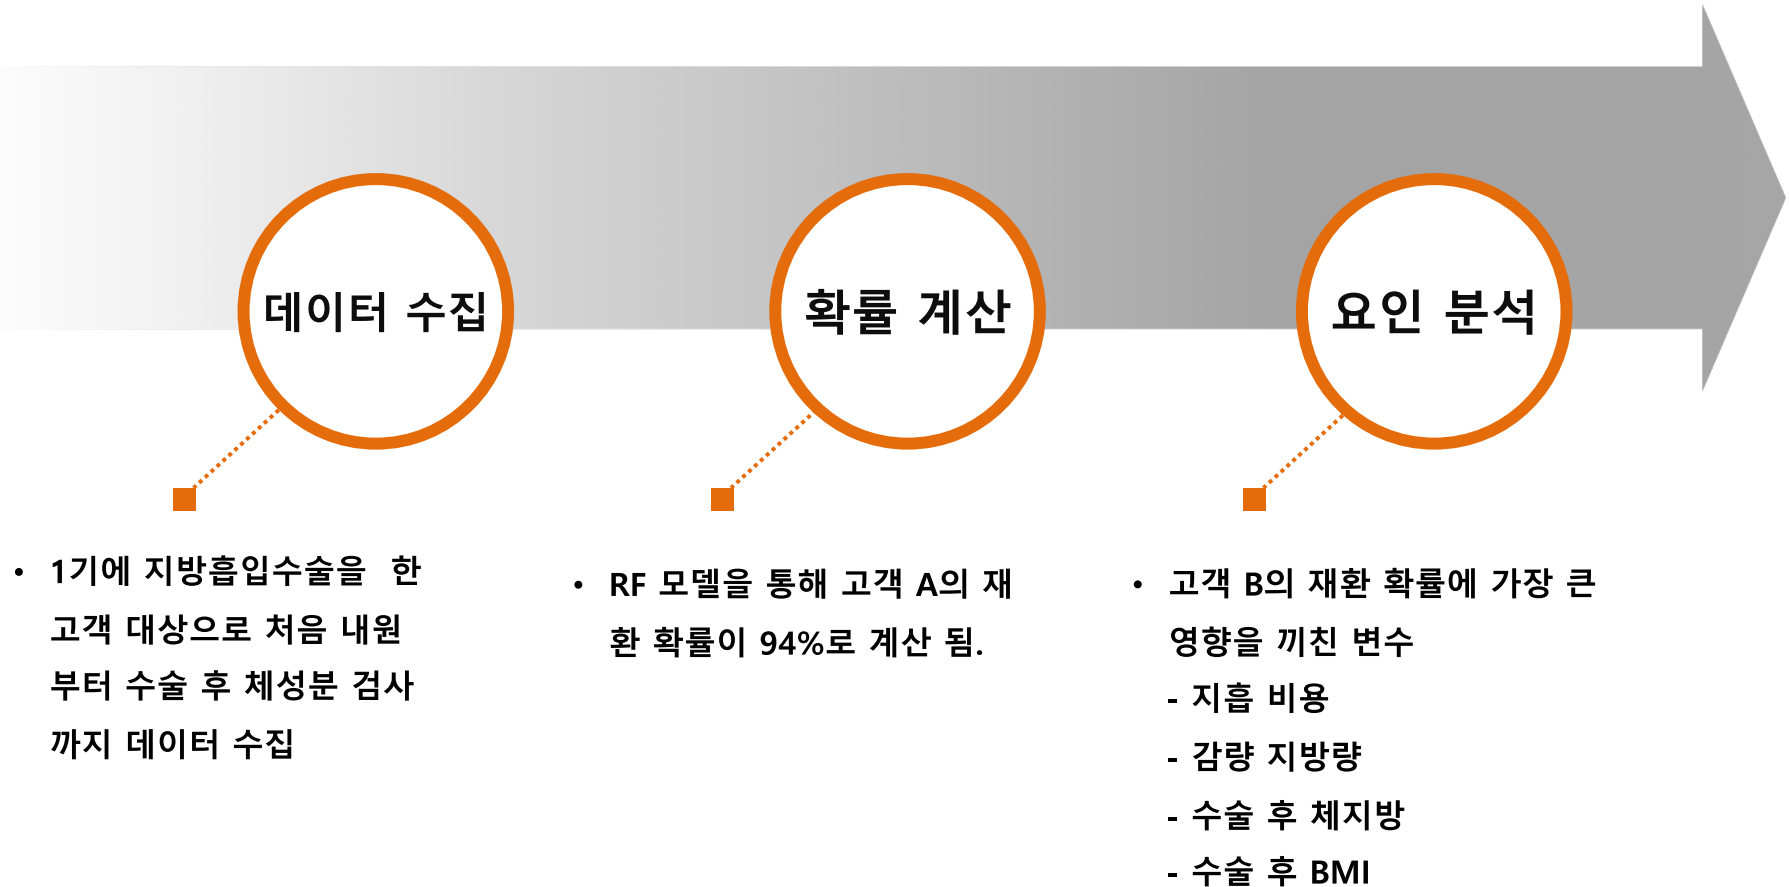 데이터 수집
확률 계산
요인 분석
• 1기에 지방흡입수술을 한
고객 대상으로 처음 내원
부터 수술 후 체성분 검사
까지 데이터 수집
• RF 모델을 통해 고객 A의 재
환 확률이 94%로 계산 됨.
• 고객 B의 재환 확률에 가장 큰
영향을 끼친 변수
- 지흡 비용
- 감량 지방량
- 수술 후 체지방
- 수술 후 BMI